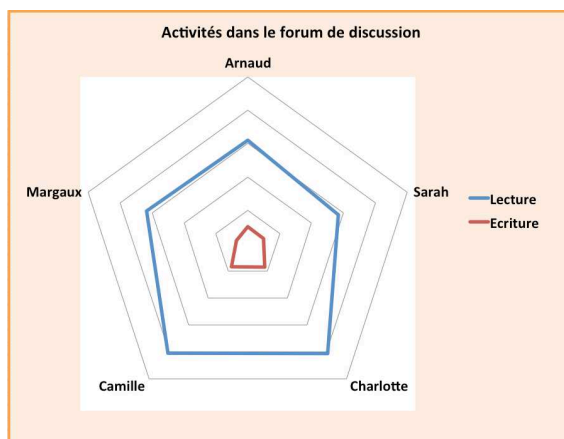 Activités dans le forum de discussion
Arnaud
Margaux
Sarah
Lecture
Ecriture
Camille
Charlotte